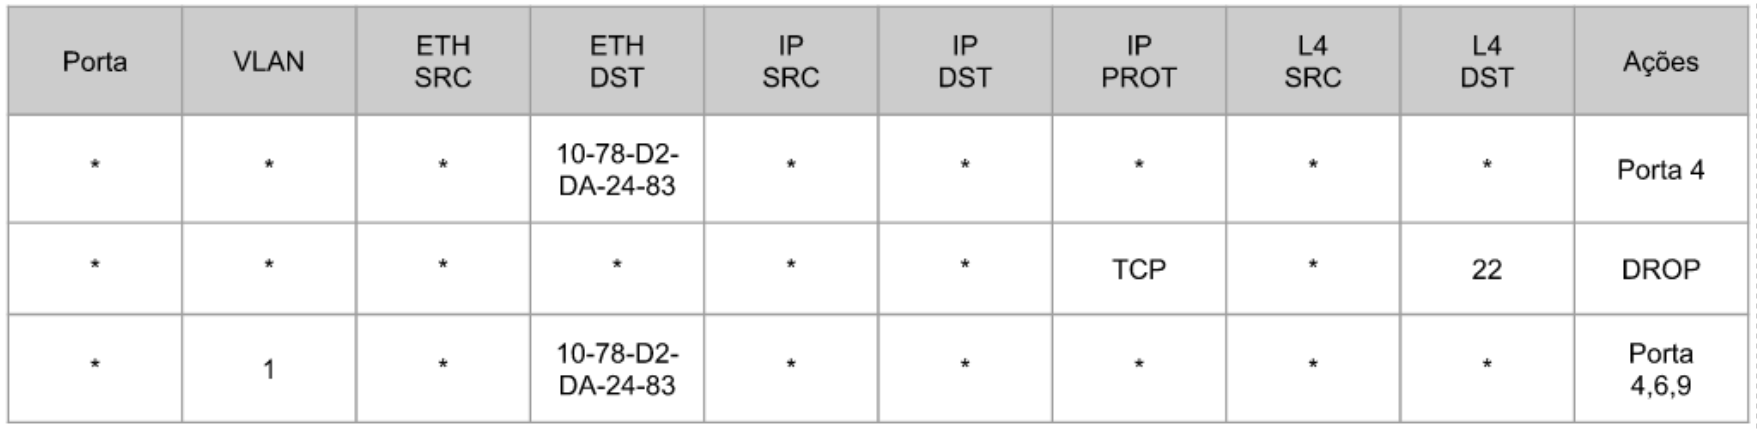 Porta VLAN ETH SRC ETH DST IP SRC IP DST IP PROT L4 SRC L4 DST Ações
* * * 10-78-D2-DA-24-83 * * * * * Porta 4
* * * * * * TCP * 22 DROP
* 1 * 10-78-D2-DA-24-83 * * * * * Porta 4,6,9